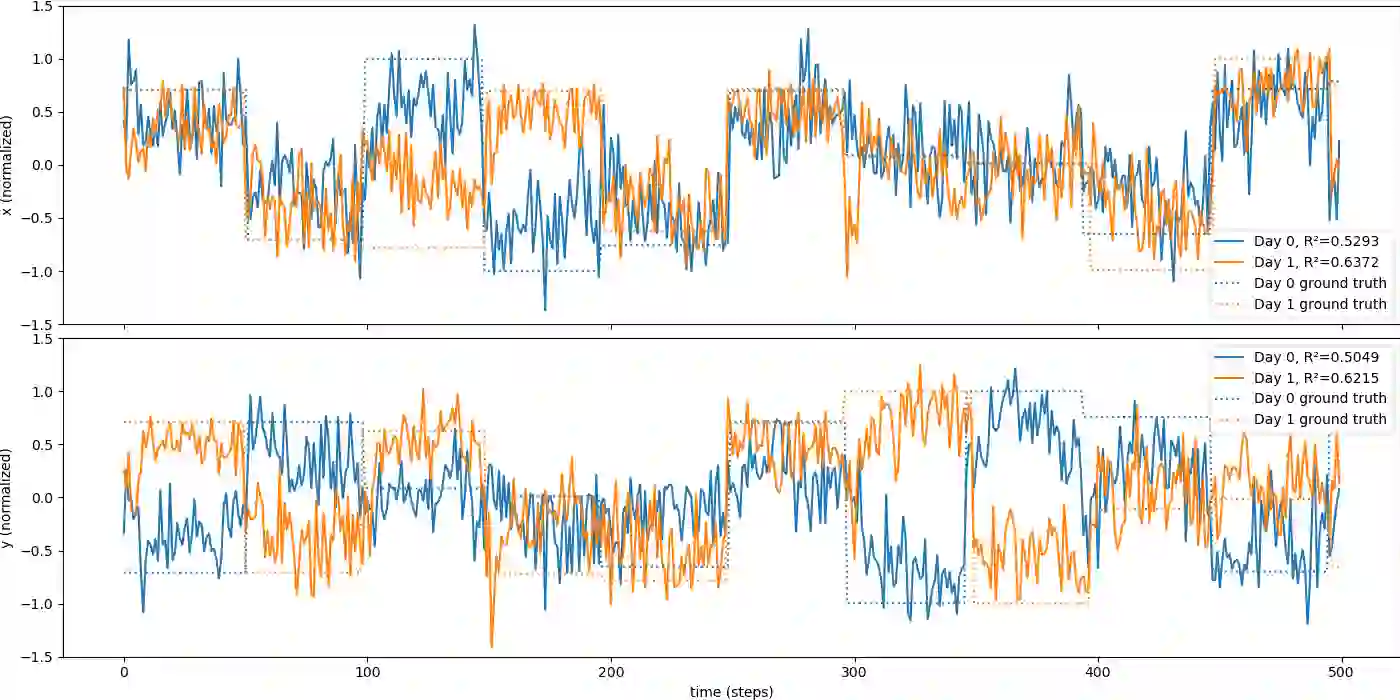 1.5
1.0
0.5
0.0
−0.5
−1.0
−1.5
x (normalized)
Day 0, R²=0.5293
Day 1, R²=0.6372
Day 0 ground truth
Day 1 ground truth
1.5
1.0
0.5
0.0
−0.5
−1.0
−1.5
y (normalized)
Day 0, R²=0.5049
Day 1, R²=0.6215
Day 0 ground truth
Day 1 ground truth
0 100 200 300 400 500
time (steps)